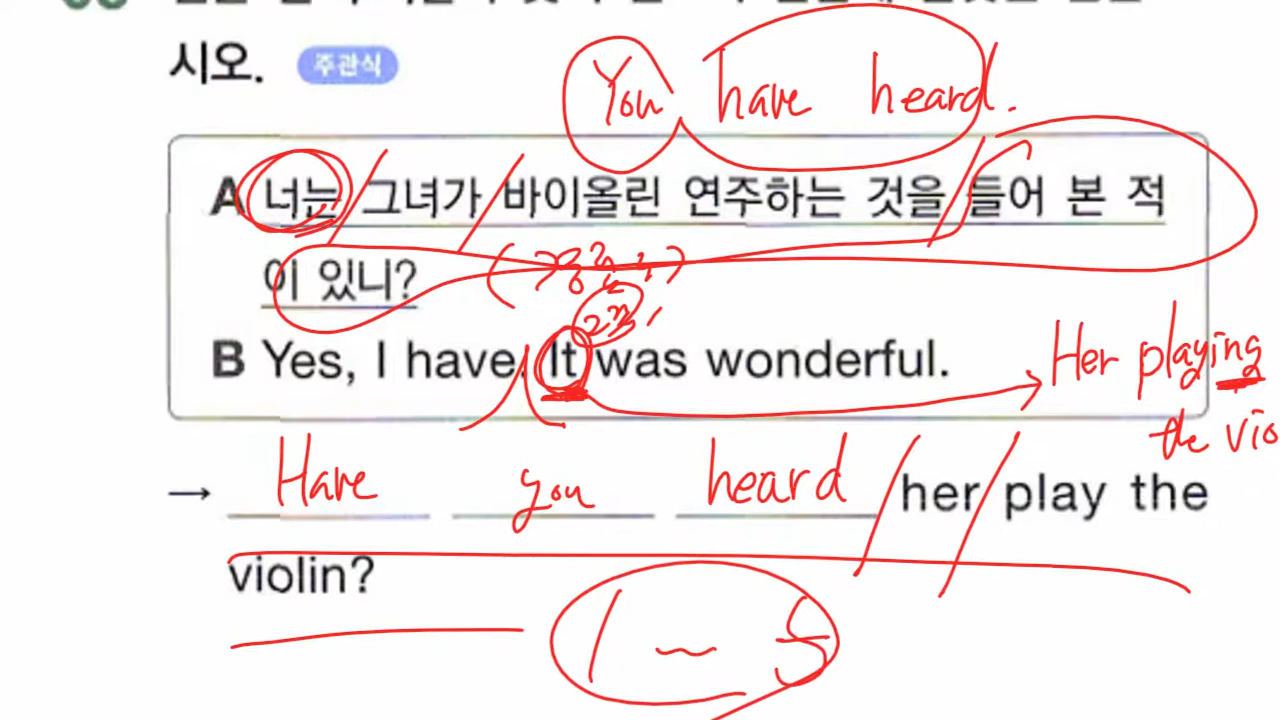 시오. 주관식
You have heard.
A 너는 그녀가 바이올린 연주하는 것을 들어 본 적
이 있니?
B Yes, I have. It was wonderful.
Her playing
the vio
→ Have you heard her play the
violin?
1 ~ 5